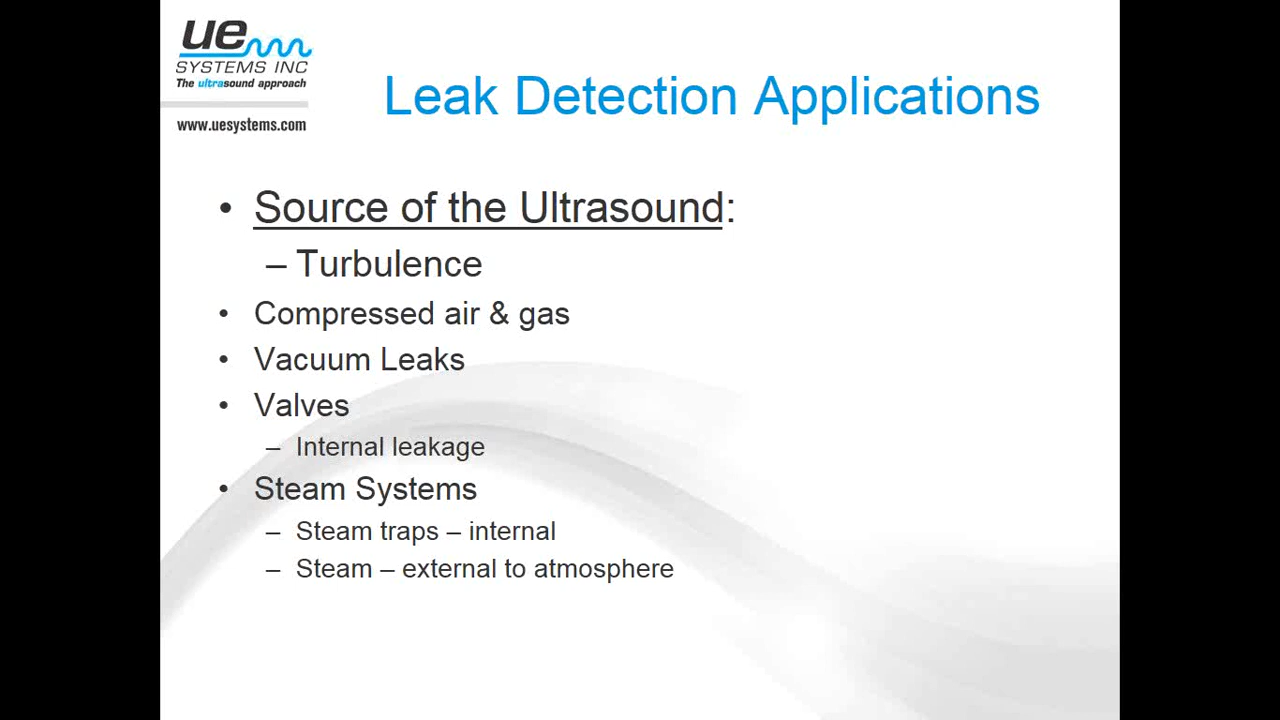 ue
SYSTEMS INC
The ultrasound approach
www.uesystems.com
Leak Detection Applications
• Source of the Ultrasound:
– Turbulence
• Compressed air & gas
• Vacuum Leaks
• Valves
– Internal leakage
• Steam Systems
– Steam traps – internal
– Steam – external to atmosphere